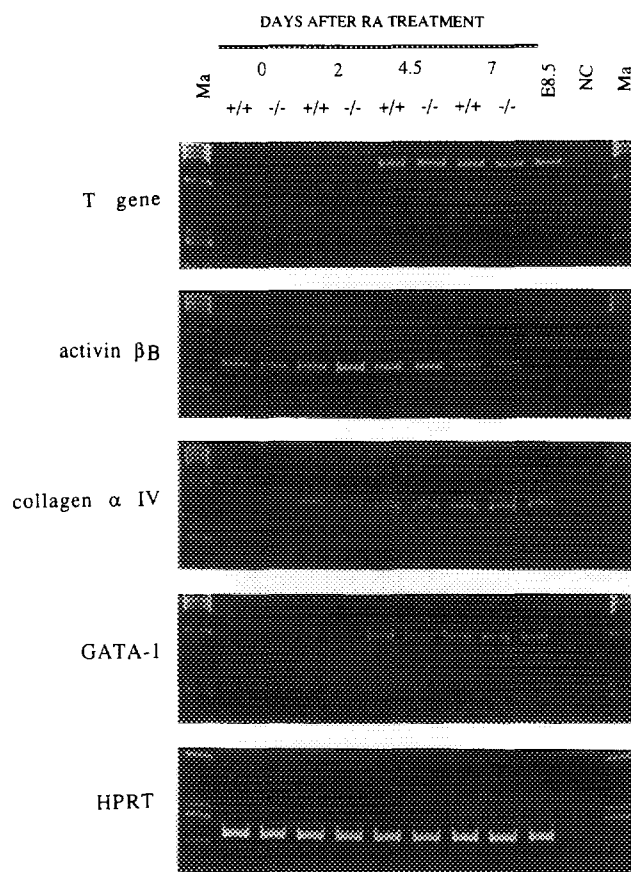 DAYS AFTER RA TREATMENT
Ma 0 2 4.5 7 E8.5 NC Ma
+/+ -/- +/+ -/- +/+ -/- +/+ -/-
T gene
activin βB
collagen α IV
GATA-1
HPRT